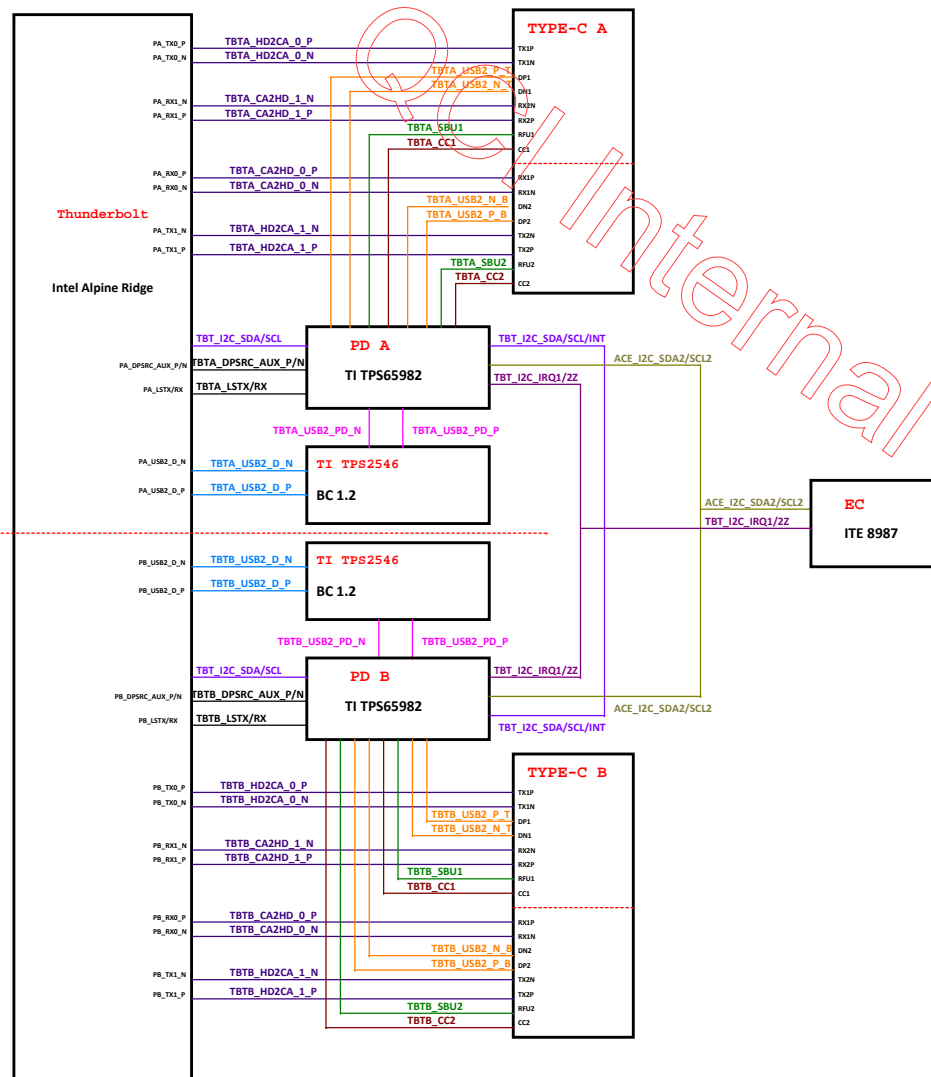 TYPE-C A
PA_TX0_P TBTA_HD2CA_0_P TX1P
PA_TX0_N TBTA_HD2CA_0_N TX1N
TBTA_USB2_P_T DP1
TBTA_USB2_N_T DN1
PA_RX1_N TBTA_CA2HD_1_N RX2N
PA_RX1_P TBTA_CA2HD_1_P RX2P
TBTA_SBU1 RFU1
TBTA_CC1 CC1
PA_RX0_P TBTA_CA2HD_0_P RX1P
PA_RX0_N TBTA_CA2HD_0_N RX1N
TBTA_USB2_N_B DN2
Thunderbolt
TBTA_USB2_P_B DP2
PA_TX1_N TBTA_HD2CA_1_N TX2N
PA_TX1_P TBTA_HD2CA_1_P TX2P
TBTA_SBU2 RFU2
TBTA_CC2 CC2
Intel Alpine Ridge
Internal
TBT_I2C_SDA/SCL PD A TBT_I2C_SDA/SCL/INT
PA_DPSRC_AUX_P/N TBTA_DPSRC_AUX_P/N TI TPS65982 ACE_I2C_SDA2/SCL2
PA_LSTX/RX TBTA_LSTX/RX TBT_I2C_IRQ1/2Z
TBTA_USB2_PD_N TBTA_USB2_PD_P
PA_USB2_D_N TBTA_USB2_D_N TI TPS2546
PA_USB2_D_P TBTA_USB2_D_P BC 1.2
ACE_I2C_SDA2/SCL2 EC
TBT_I2C_IRQ1/2Z ITE 8987
PB_USB2_D_N TBTB_USB2_D_N TI TPS2546
PB_USB2_D_P TBTB_USB2_D_P BC 1.2
TBTB_USB2_PD_N TBTB_USB2_PD_P
TBT_I2C_SDA/SCL PD B TBT_I2C_IRQ1/2Z
PB_DPSRC_AUX_P/N TBTB_DPSRC_AUX_P/N TI TPS65982 ACE_I2C_SDA2/SCL2
PB_LSTX/RX TBTB_LSTX/RX TBT_I2C_SDA/SCL/INT
TYPE-C B
PB_TX0_P TBTB_HD2CA_0_P TX1P
PB_TX0_N TBTB_HD2CA_0_N TX1N
TBTB_USB2_P_T DP1
TBTB_USB2_N_T DN1
PB_RX1_N TBTB_CA2HD_1_N RX2N
PB_RX1_P TBTB_CA2HD_1_P RX2P
TBTB_SBU1 RFU1
TBTB_CC1 CC1
PB_RX0_P TBTB_CA2HD_0_P RX1P
PB_RX0_N TBTB_CA2HD_0_N RX1N
TBTB_USB2_N_B DN2
TBTB_USB2_P_B DP2
PB_TX1_N TBTB_HD2CA_1_N TX2N
PB_TX1_P TBTB_HD2CA_1_P TX2P
TBTB_SBU2 RFU2
TBTB_CC2 CC2